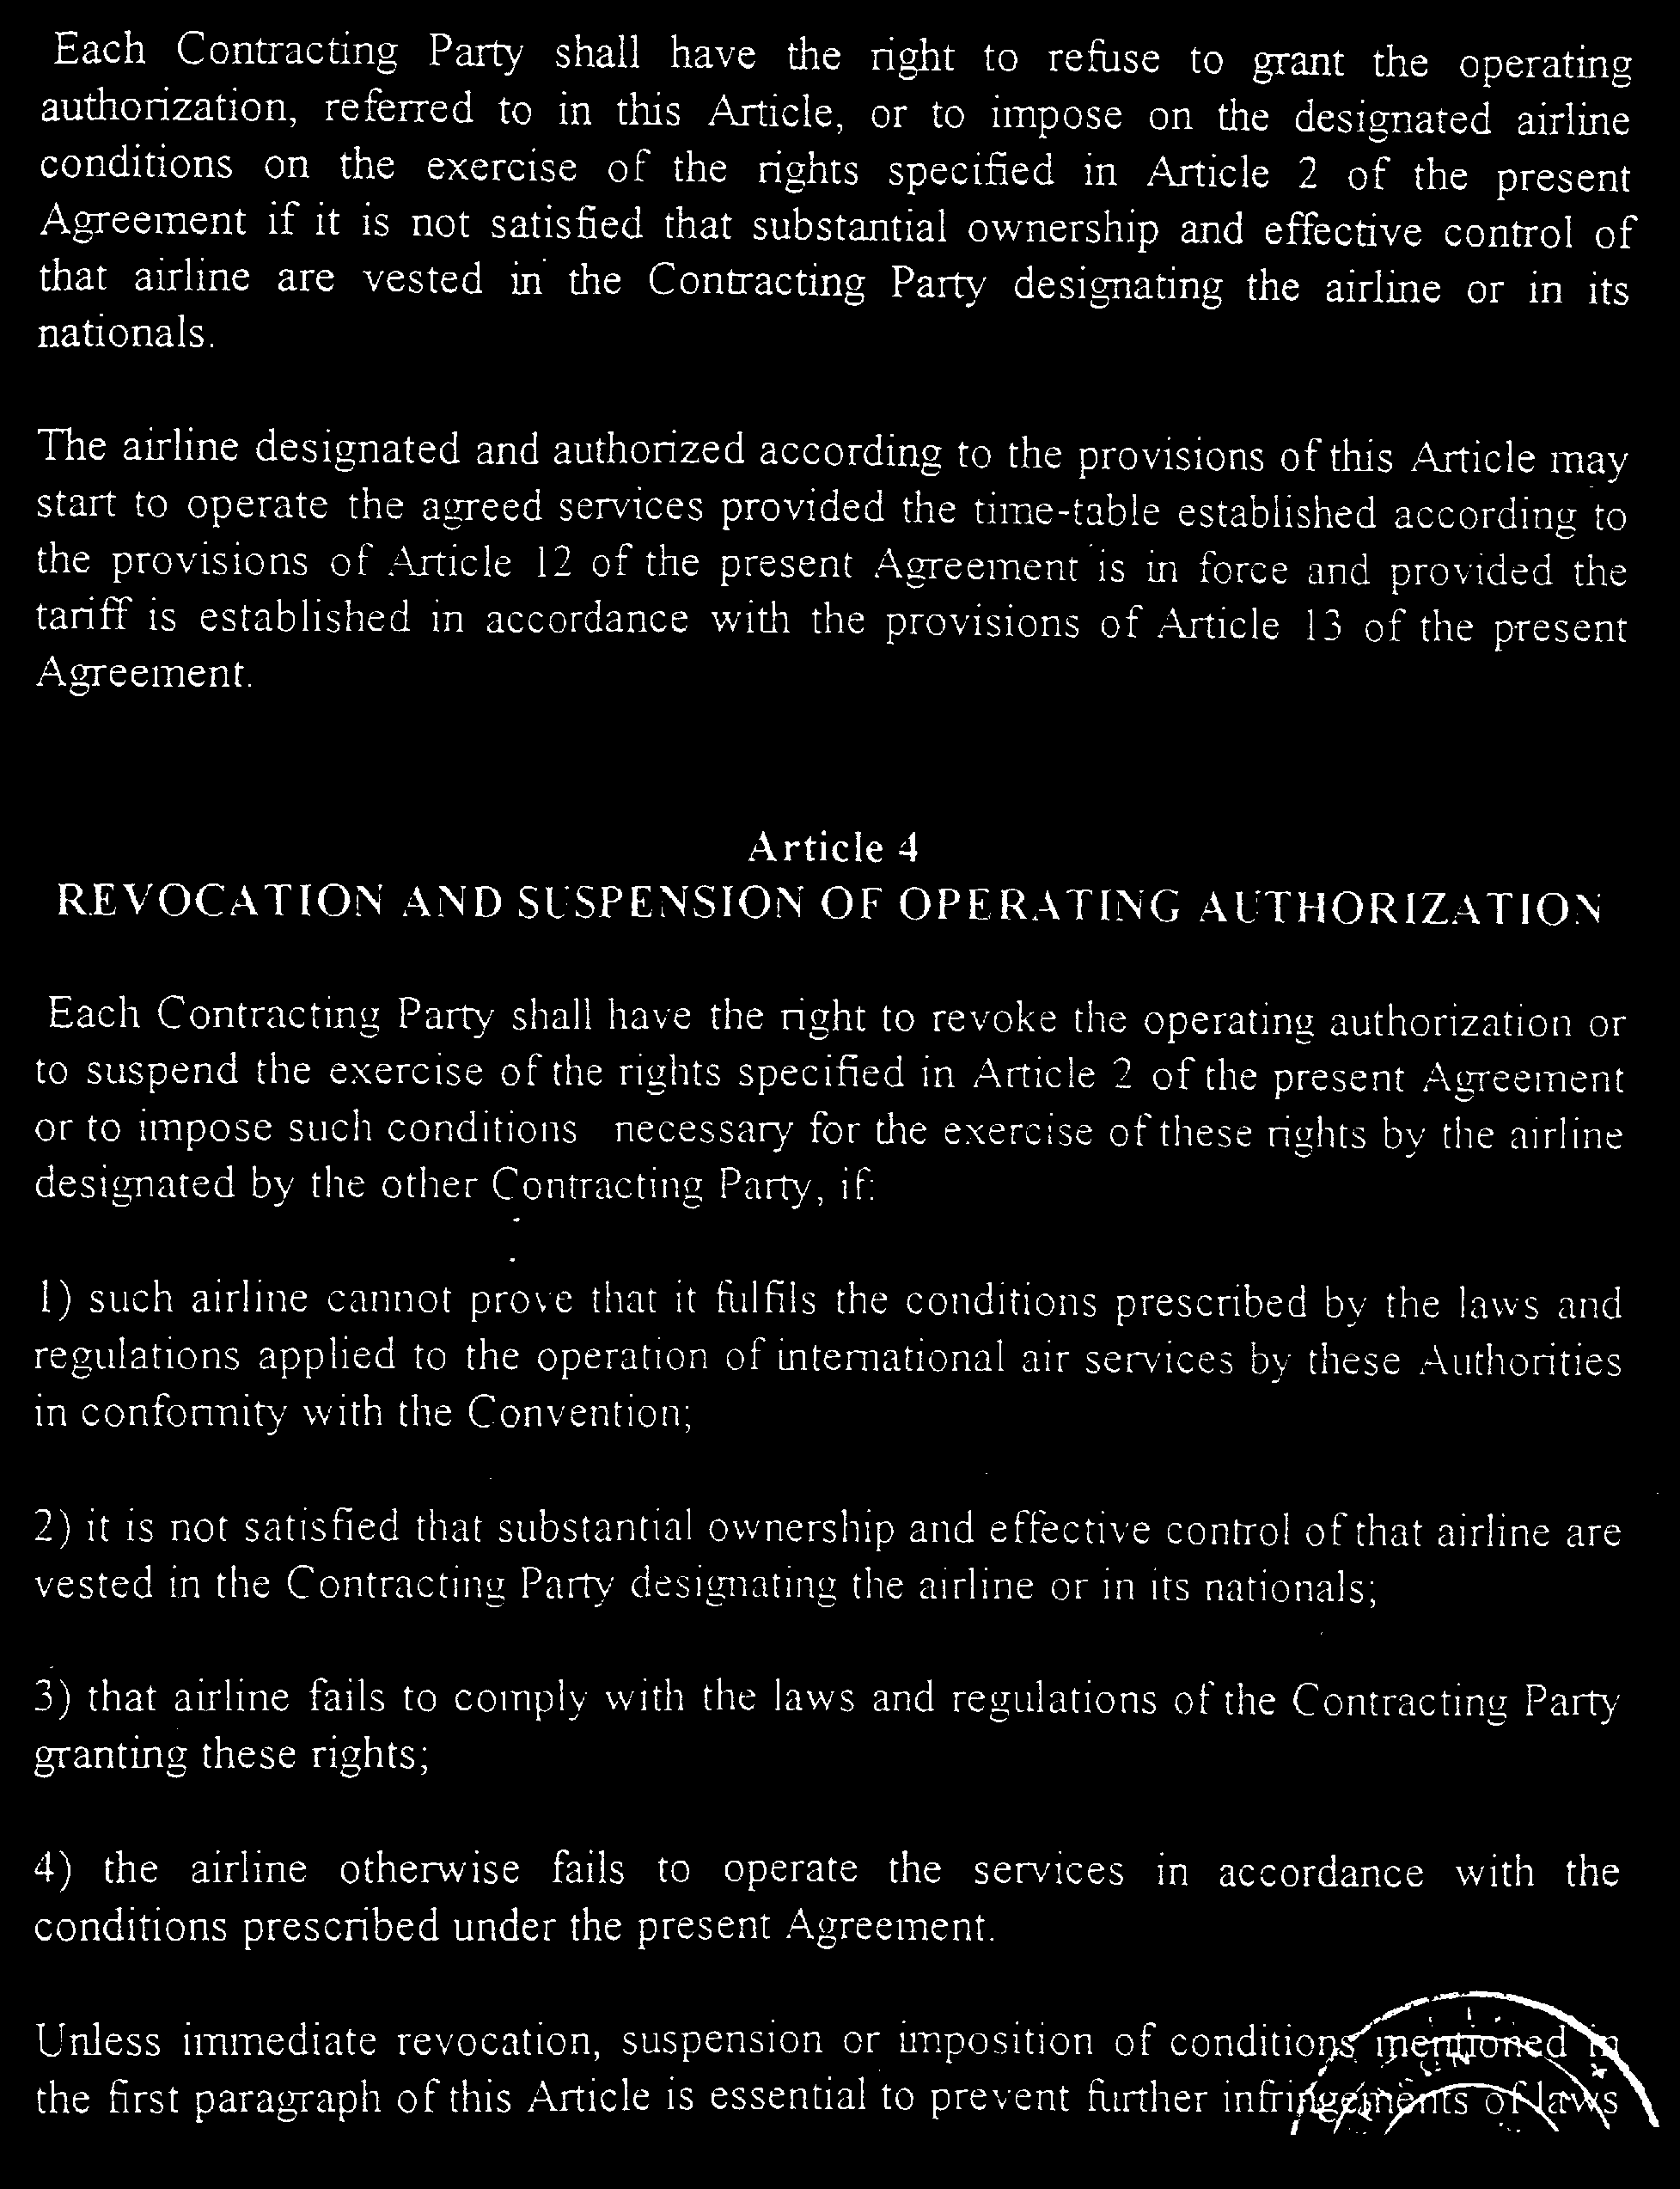 Each Contracting Party shall have the right to refuse to grant the operating
authorization, referred to in this Article, or to impose on the designated airline
conditions on the exercise of the rights specified in Article 2 of the present
Agreement if it is not satisfied that substantial ownership and effective control of
that airline are vested in the Contracting Party designating the airline or in its
nationals.
The airline designated and authorized according to the provisions of this Article may
start to operate the agreed services provided the time-table established according to
the provisions of Article 12 of the present Agreement is in force and provided the
tariff is established in accordance with the provisions of Article 13 of the present
Agreement.
Article 4
REVOCATION AND SUSPENSION OF OPERATING AUTHORIZATION
Each Contracting Party shall have the right to revoke the operating authorization or
to suspend the exercise of the rights specified in Article 2 of the present Agreement
or to impose such conditions necessary for the exercise of these rights by the airline
designated by the other Contracting Party, if:
1) such airline cannot prove that it fulfils the conditions prescribed by the laws and
regulations applied to the operation of international air services by these Authorities
in conformity with the Convention;
2) it is not satisfied that substantial ownership and effective control of that airline are
vested in the Contracting Party designating the airline or in its nationals;
3) that airline fails to comply with the laws and regulations of the Contracting Party
granting these rights;
4) the airline otherwise fails to operate the services in accordance with the
conditions prescribed under the present Agreement.
Unless immediate revocation, suspension or imposition of conditions mentioned in
the first paragraph of this Article is essential to prevent further infringements of laws